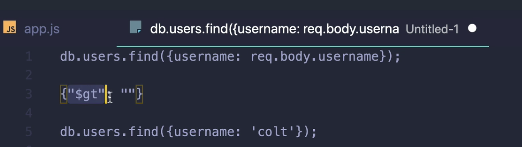 JS app.js
db.users.find({username: req.body.userna Untitled-1
1 db.users.find({username: req.body.username});
2
3 {"$gt": ""}
4
5 db.users.find({username: 'colt'});